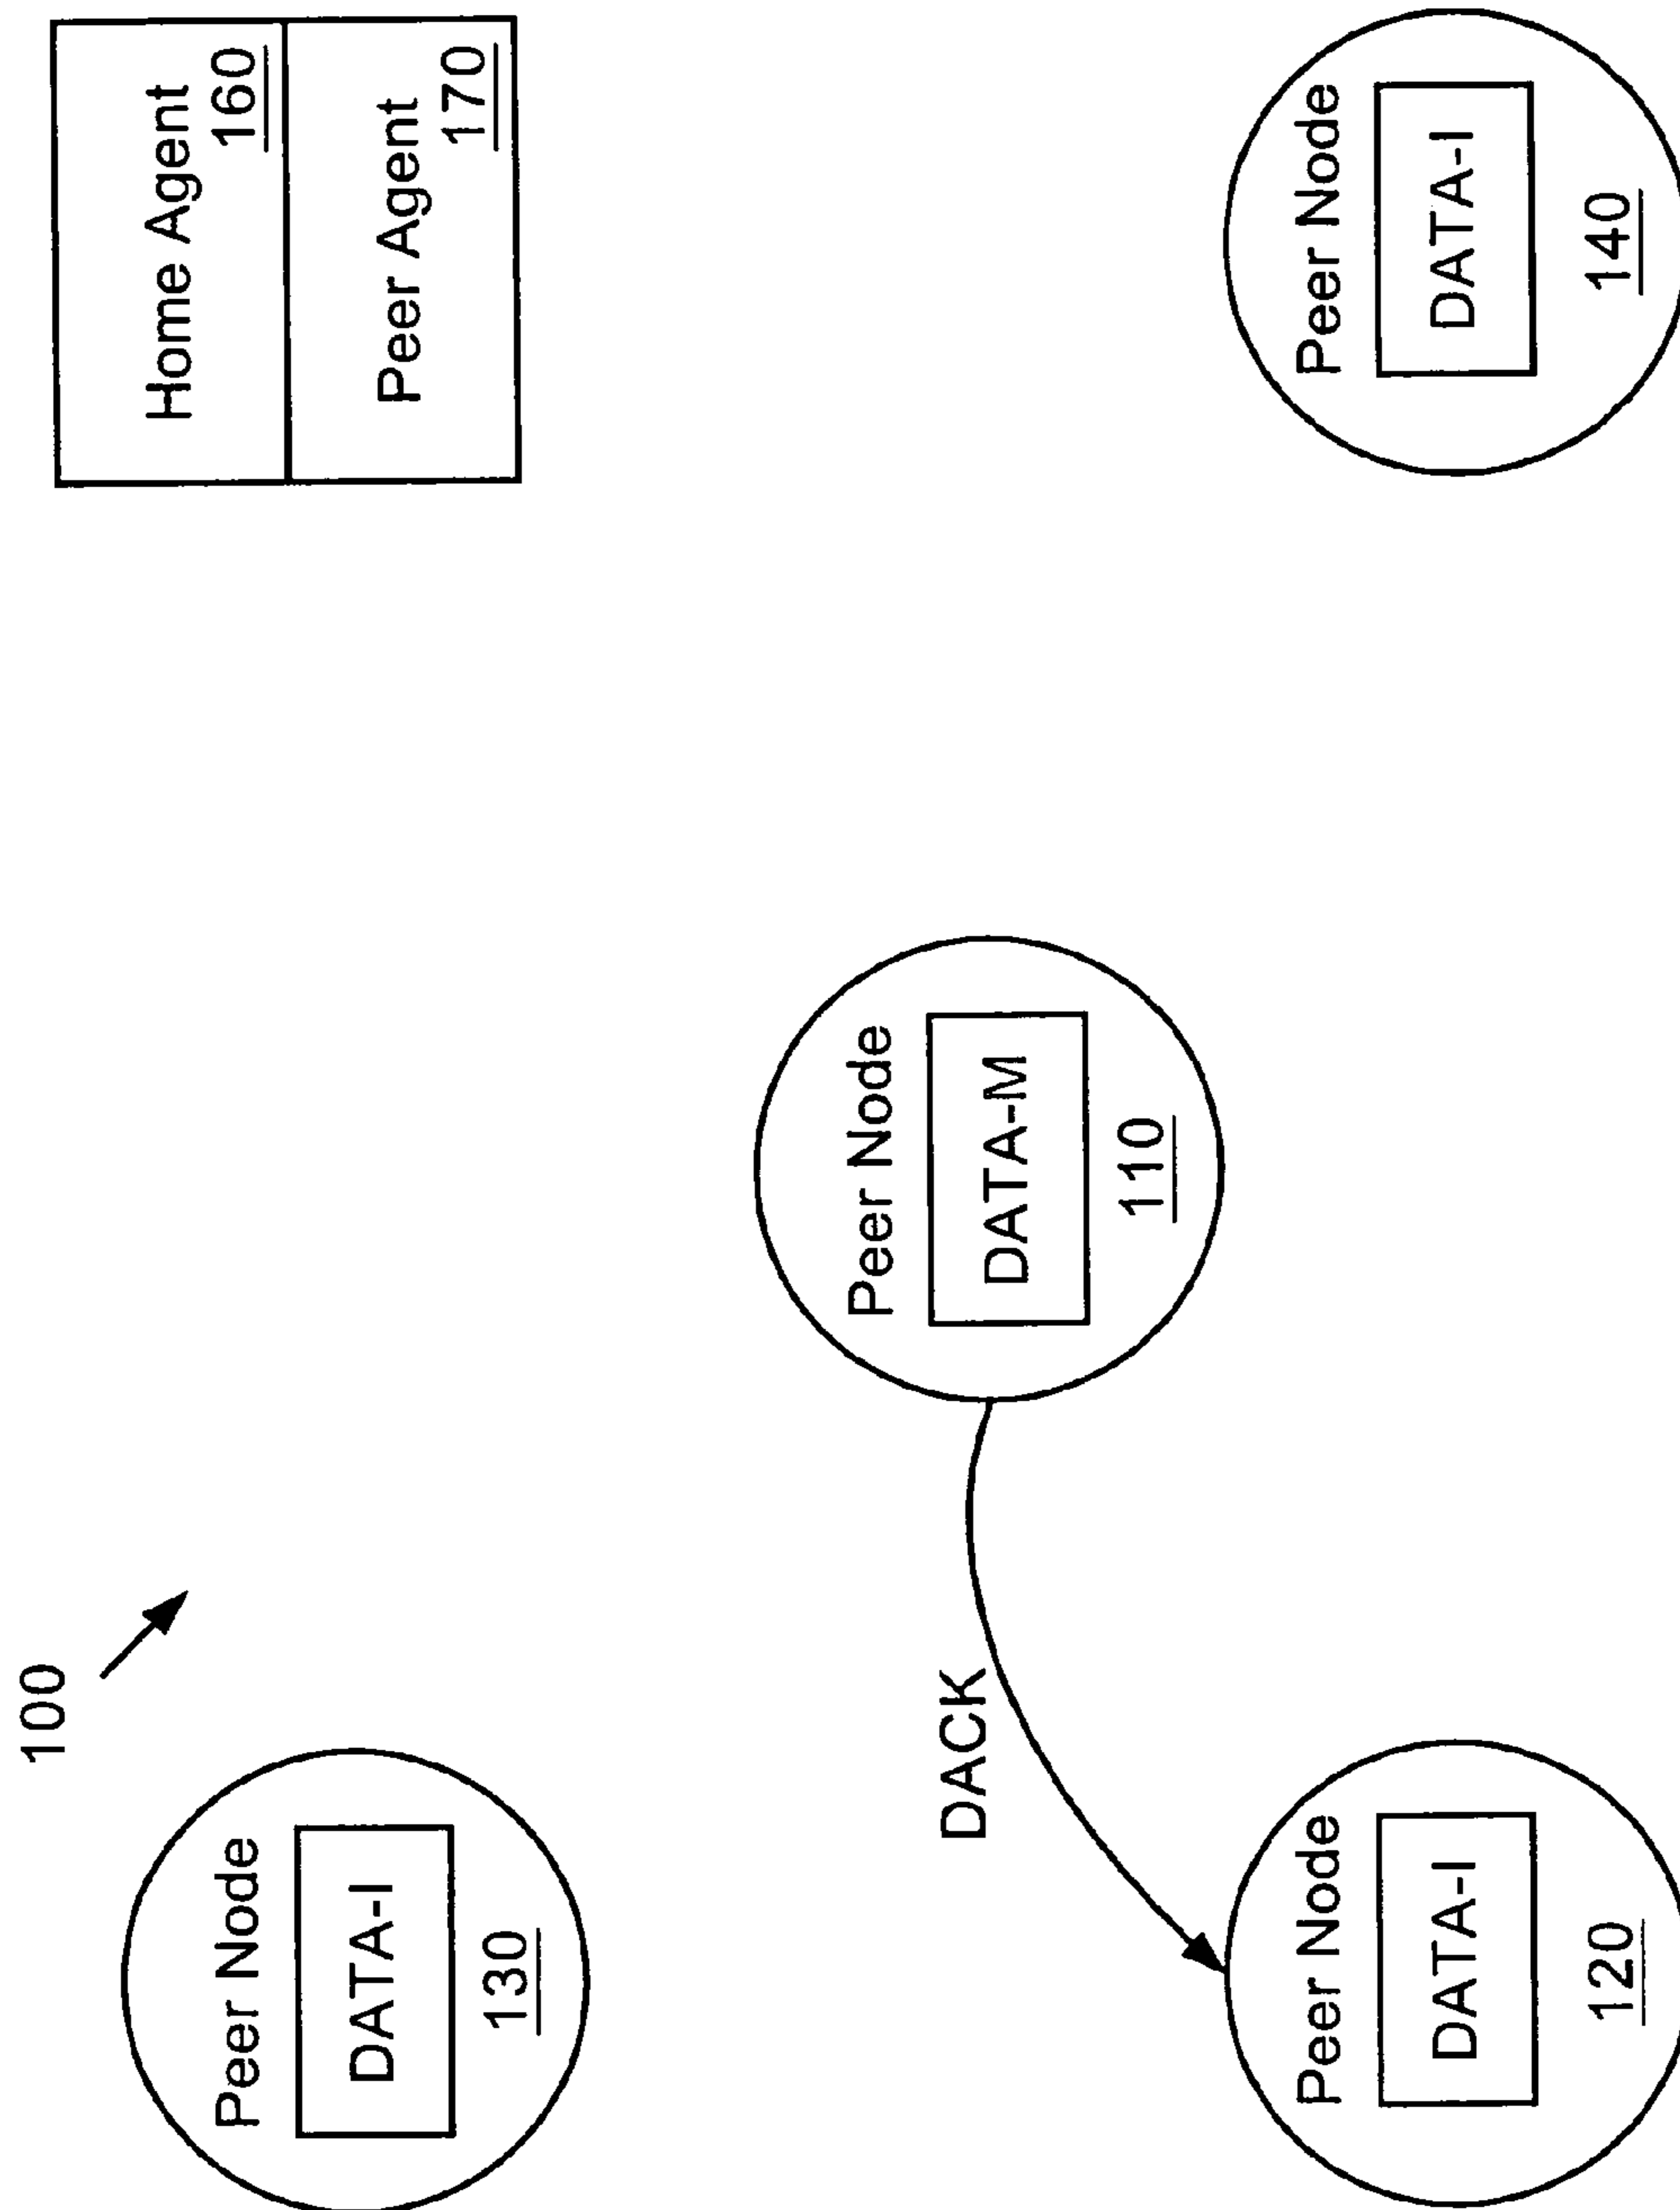 100
Peer Node
DATA-I
130
Home Agent
160
Peer Agent
170
Peer Node
DATA-M
110
DACK
Peer Node
DATA-I
120
Peer Node
DATA-I
140